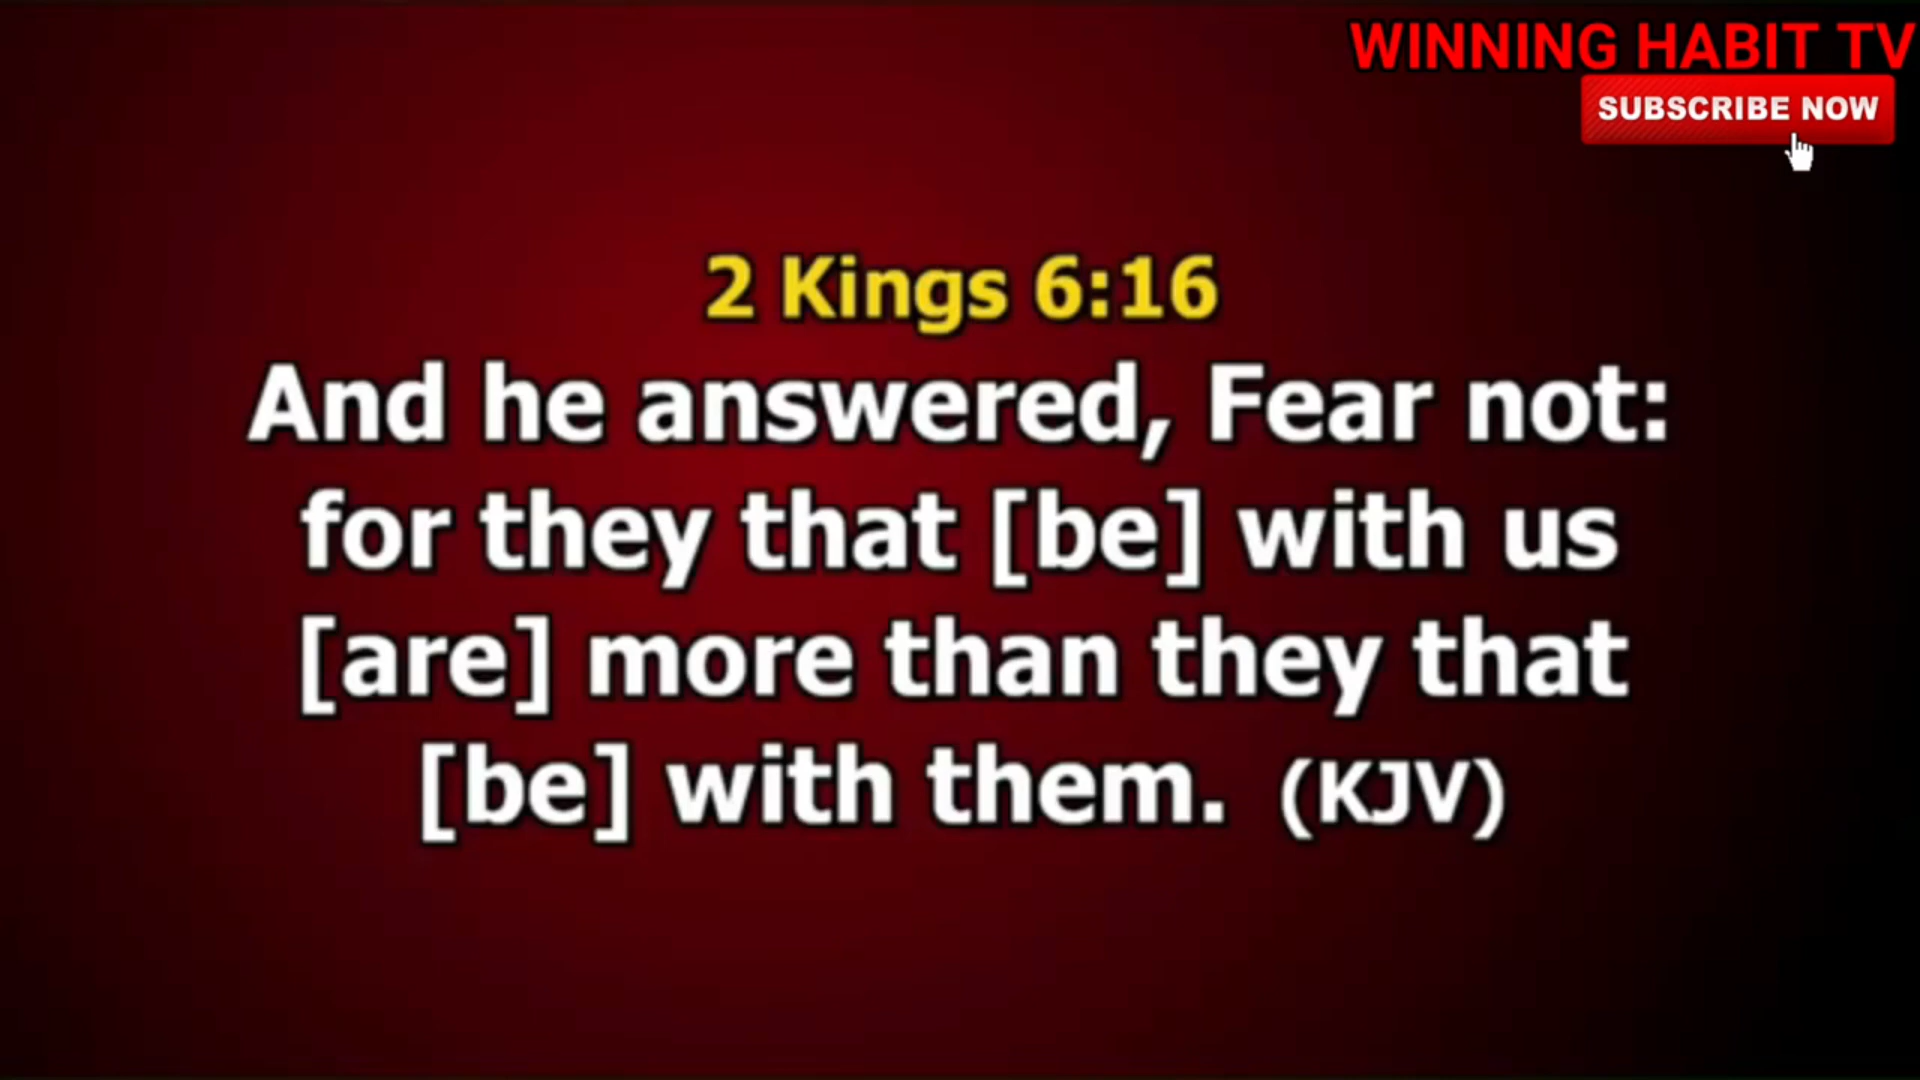 WINNING HABIT TV
SUBSCRIBE NOW
2 Kings 6:16
And he answered, Fear not:
for they that [be] with us
[are] more than they that
[be] with them. (KJV)